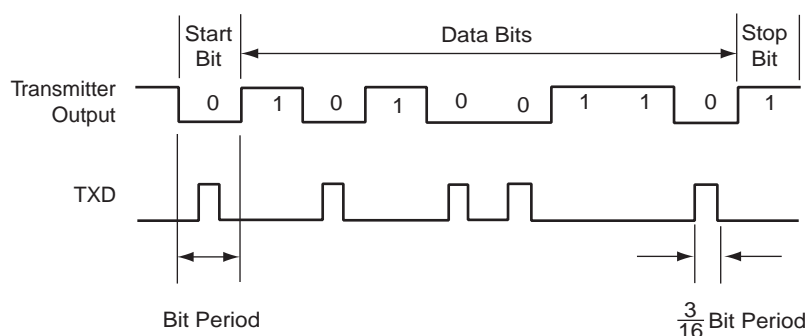 Start
Bit
Data Bits
Stop
Bit
Transmitter
Output
0 1 0 1 0 0 1 1 0 1
TXD
Bit Period
3/16 Bit Period